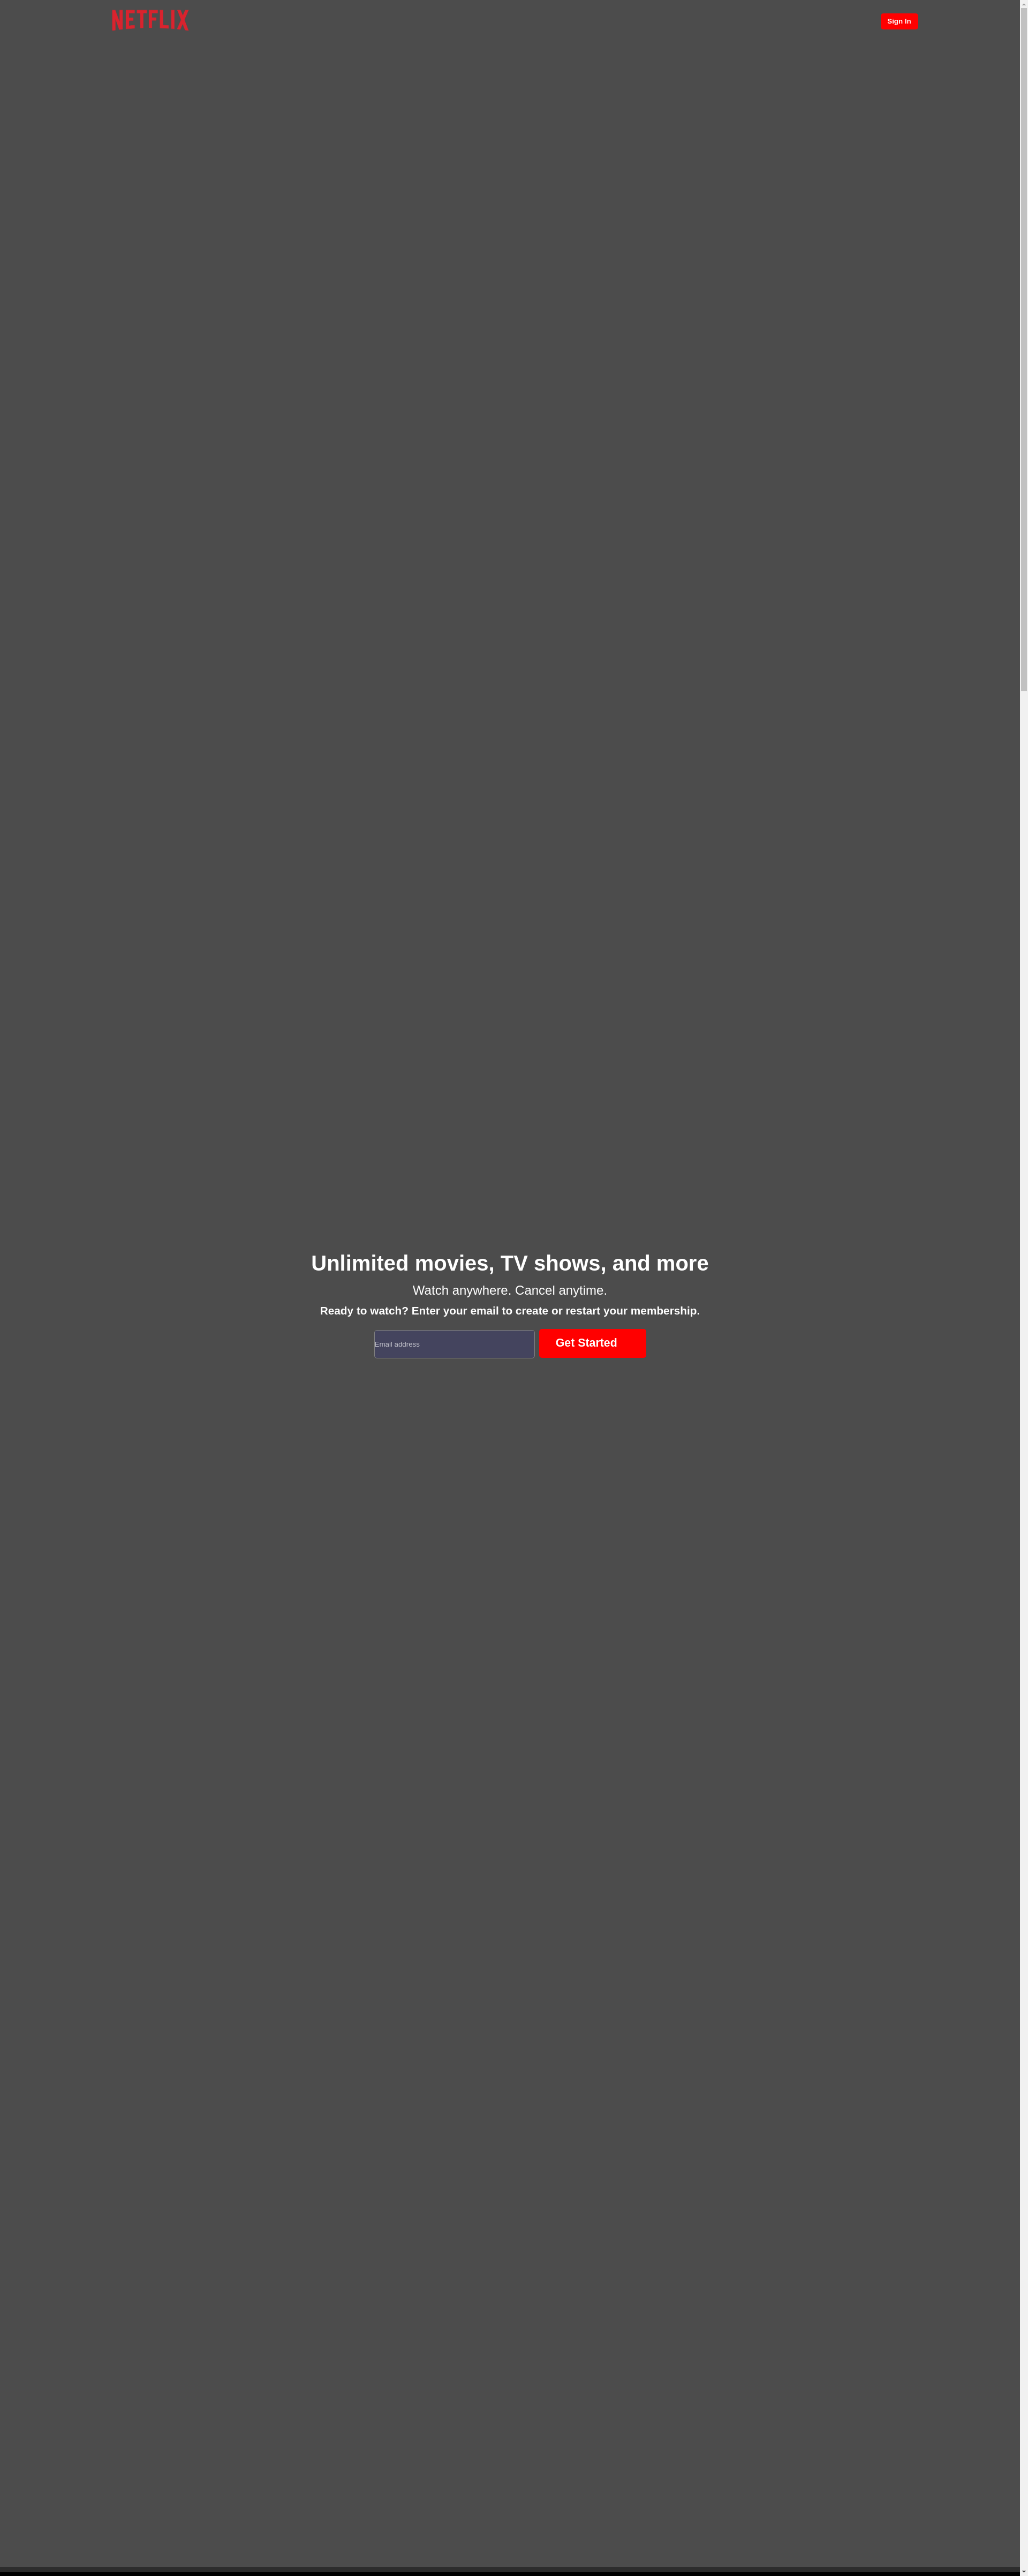 NETFLIX
Sign In
Unlimited movies, TV shows, and more
Watch anywhere. Cancel anytime.
Ready to watch? Enter your email to create or restart your membership.
Email address
Get Started